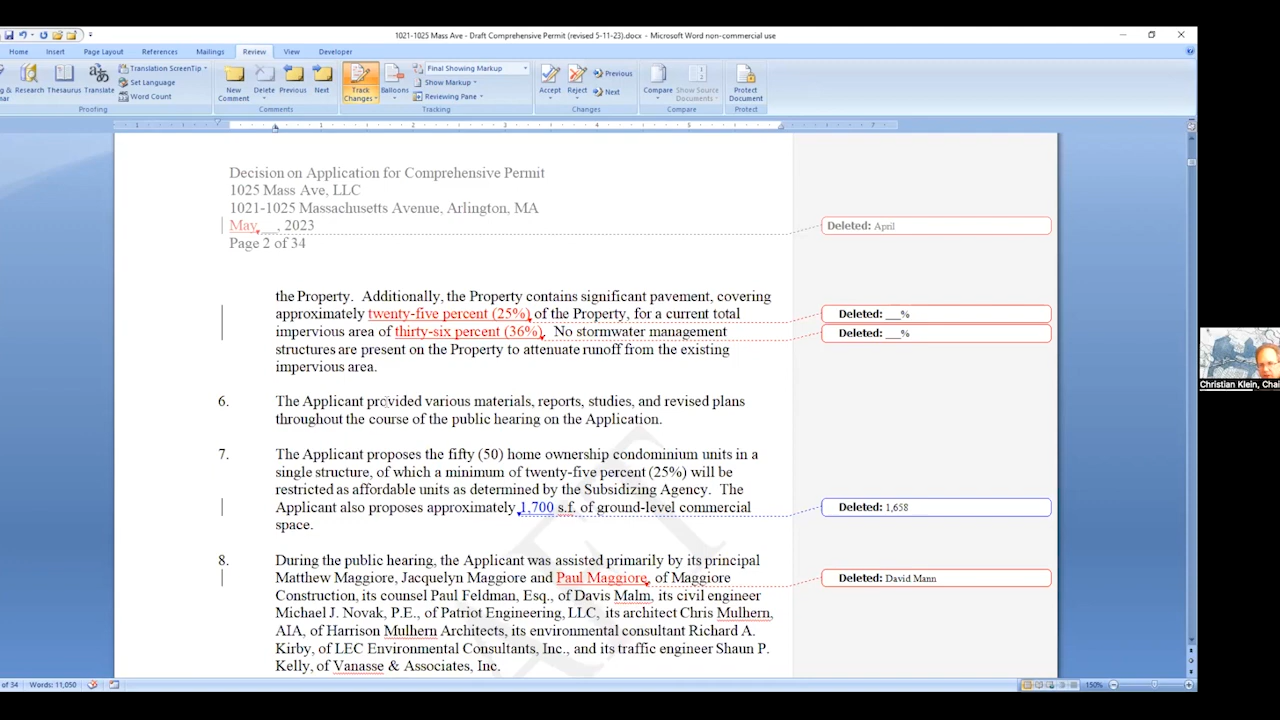 1021-1025 Mass Ave - Draft Comprehensive Permit (revised 5-11-23).docx - Microsoft Word non-commercial use
Home Insert Page Layout References Mailings Review View Developer
Research Thesaurus Translate
Translation ScreenTip
Set Language
Word Count
Proofing
New Comment Delete Previous Next
Comments
Track Changes Balloons
Final Showing Markup
Show Markup
Reviewing Pane
Tracking
Accept Reject Previous
Next
Changes
Compare Show Source Documents
Compare
Protect Document
Protect
Decision on Application for Comprehensive Permit
1025 Mass Ave, LLC
1021-1025 Massachusetts Avenue, Arlington, MA
May __, 2023
Deleted: April
Page 2 of 34
the Property. Additionally, the Property contains significant pavement, covering
approximately twenty-five percent (25%) of the Property, for a current total
Deleted: ___%
impervious area of thirty-six percent (36%). No stormwater management
Deleted: ___%
structures are present on the Property to attenuate runoff from the existing
impervious area.
6. The Applicant provided various materials, reports, studies, and revised plans
throughout the course of the public hearing on the Application.
7. The Applicant proposes the fifty (50) home ownership condominium units in a
single structure, of which a minimum of twenty-five percent (25%) will be
restricted as affordable units as determined by the Subsidizing Agency. The
Applicant also proposes approximately 1,700 s.f. of ground-level commercial
Deleted: 1,658
space.
8. During the public hearing, the Applicant was assisted primarily by its principal
Matthew Maggiore, Jacquelyn Maggiore and Paul Maggiore, of Maggiore
Deleted: David Mann
Construction, its counsel Paul Feldman, Esq., of Davis Malm, its civil engineer
Michael J. Novak, P.E., of Patriot Engineering, LLC, its architect Chris Mulhern,
AIA, of Harrison Mulhern Architects, its environmental consultant Richard A.
Kirby, of LEC Environmental Consultants, Inc., and its traffic engineer Shaun P.
Kelly, of Vanasse & Associates, Inc.
Christian Klein, Chai
of 34 Words: 11,050
150%